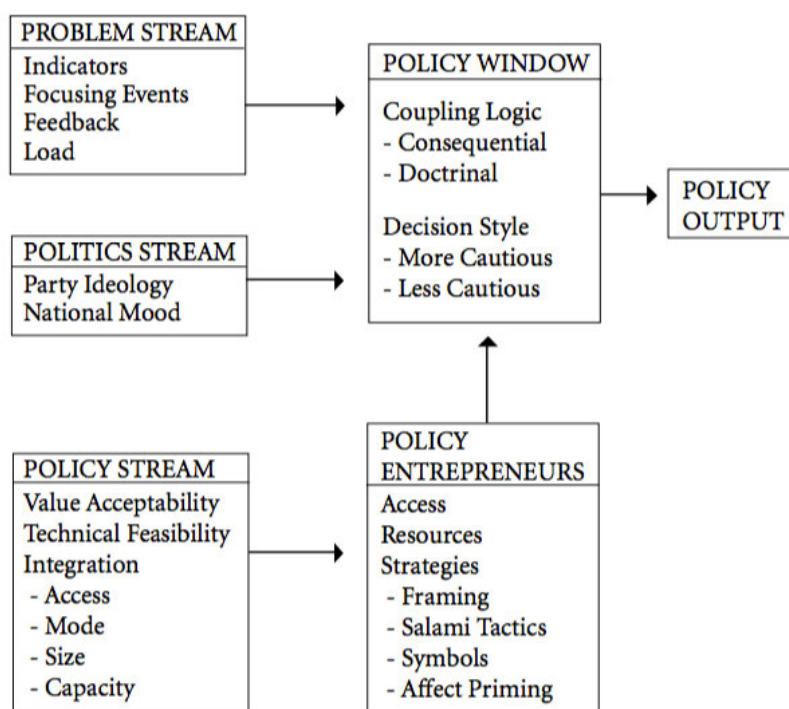 PROBLEM STREAM
Indicators
Focusing Events
Feedback
Load
POLITICS STREAM
Party Ideology
National Mood
POLICY STREAM
Value Acceptability
Technical Feasibility
Integration
- Access
- Mode
- Size
- Capacity
POLICY WINDOW
Coupling Logic
- Consequential
- Doctrinal
Decision Style
- More Cautious
- Less Cautious
POLICY
ENTREPRENEURS
Access
Resources
Strategies
- Framing
- Salami Tactics
- Symbols
- Affect Priming
POLICY
OUTPUT